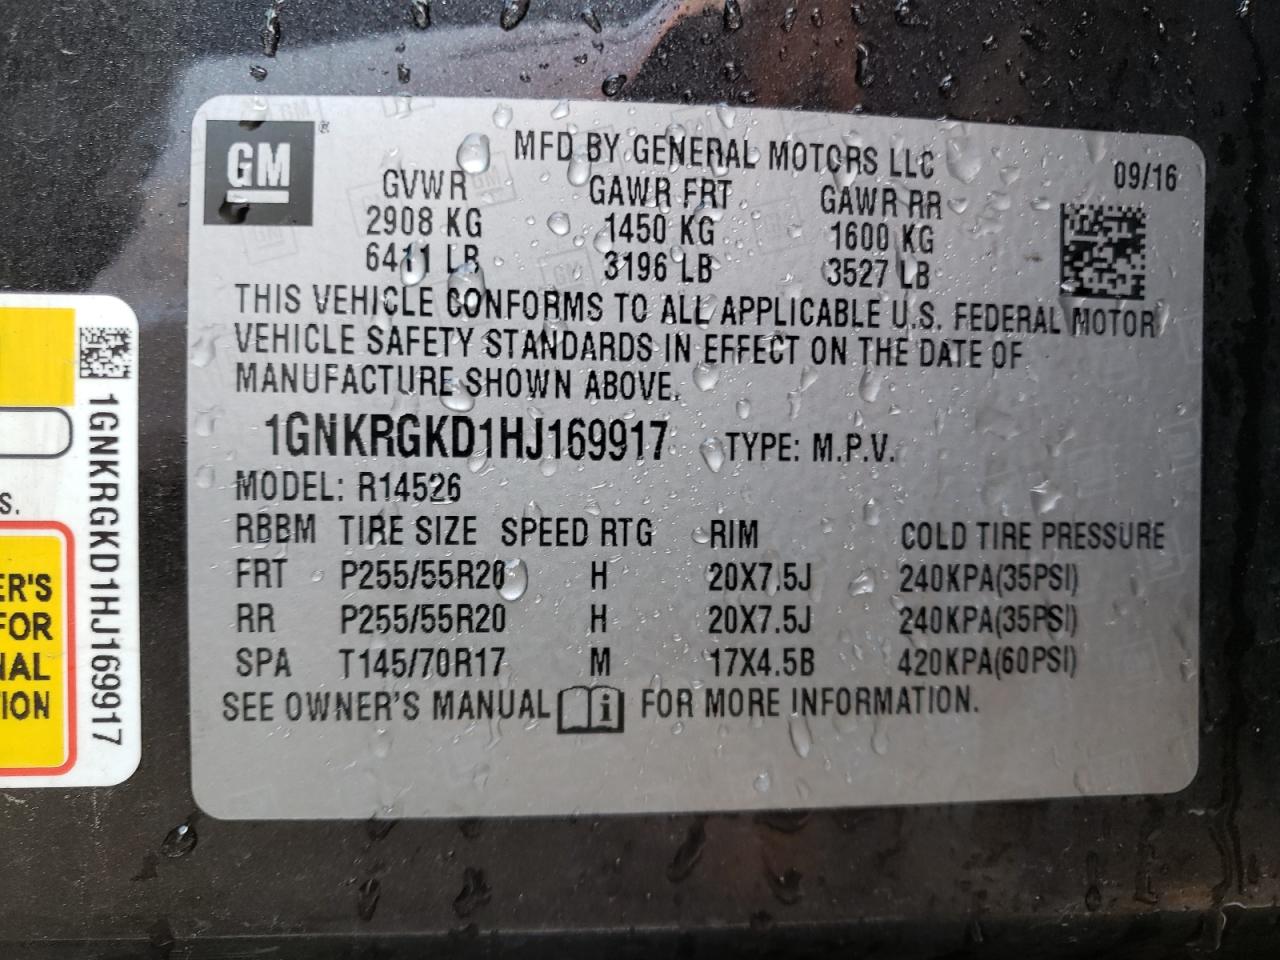 GM
®
MFD BY GENERAL MOTORS LLC
09/16
GVWR GAWR FRT GAWR RR
2908 KG 1450 KG 1600 KG
6411 LB 3196 LB 3527 LB
THIS VEHICLE CONFORMS TO ALL APPLICABLE U.S. FEDERAL MOTOR
VEHICLE SAFETY STANDARDS IN EFFECT ON THE DATE OF
MANUFACTURE SHOWN ABOVE.
1GNKRGKD1HJ169917 TYPE: M.P.V.
MODEL: R14526
RBBM TIRE SIZE SPEED RTG RIM COLD TIRE PRESSURE
FRT P255/55R20 H 20X7.5J 240KPA(35PSI)
RR P255/55R20 H 20X7.5J 240KPA(35PSI)
SPA T145/70R17 M 17X4.5B 420KPA(60PSI)
SEE OWNER'S MANUAL i FOR MORE INFORMATION.
1GNKRGKD1HJ169917
S.
ER'S
FOR
NAL
ION